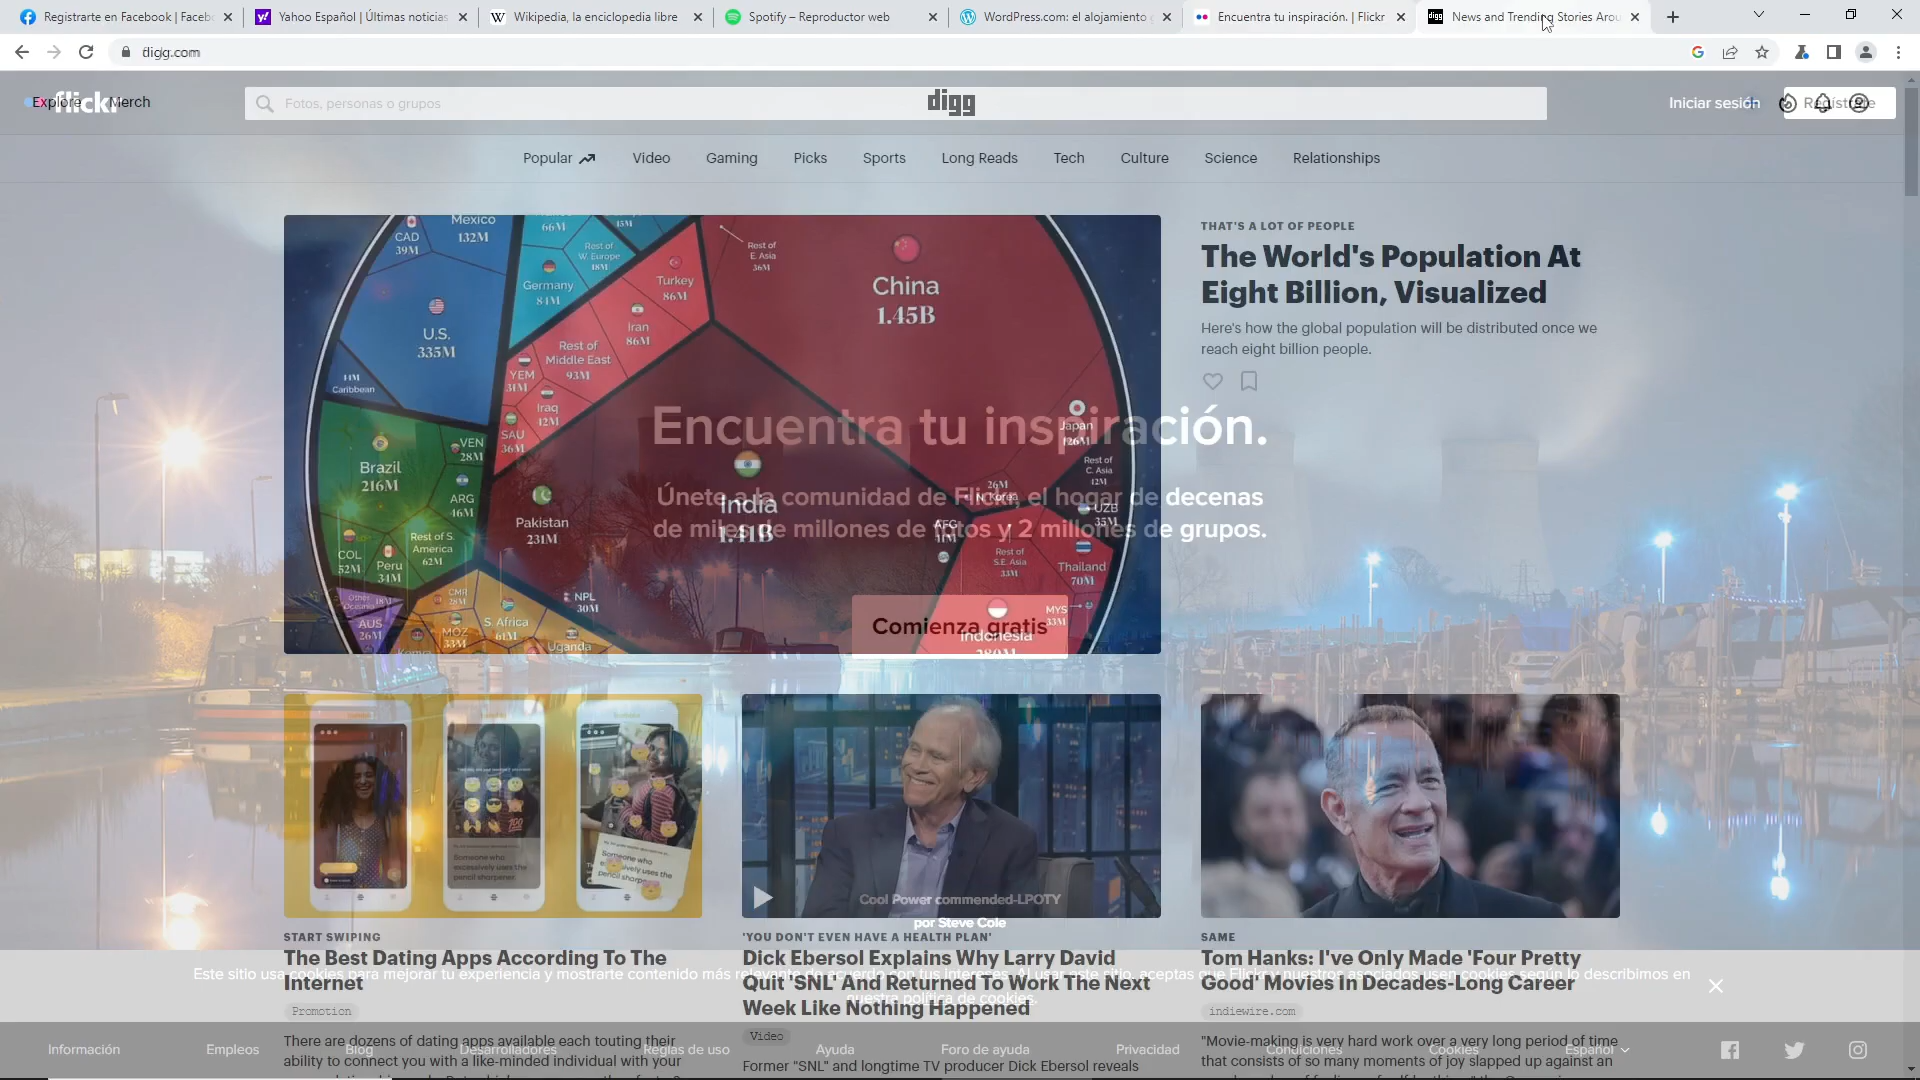 Registrarte en Facebook | Faceb
Yahoo Español | Últimas noticias
Wikipedia, la enciclopedia libre
Spotify – Reproductor web
WordPress.com: el alojamiento
Encuentra tu inspiración. | Flickr
News and Trending Stories Arou
digg.com
Explore
flickr
Merch
Fotos, personas o grupos
digg
Iniciar sesión
Regístrate
Popular
Video
Gaming
Picks
Sports
Long Reads
Tech
Culture
Science
Relationships
Mexico
132M
CAD
39M
66M
15M
Rest of
W. Europe
18M
Germany
84M
U.S.
335M
Turkey
86M
Iran
86M
Rest of
E. Asia
36M
China
1.45B
Rest of
Middle East
93M
YEM
31M
Iraq
42M
SAU
36M
Caribbean
Brazil
216M
VEN
28M
ARG
46M
Pakistan
231M
India
1.41B
Japan
126M
Rest of
C. Asia
12M
26M
N. Korea
UZB
35M
AFG
Rest of
S.E. Asia
33M
Thailand
70M
COL
52M
Peru
34M
Rest of S.
America
62M
NPL
30M
CMR
28M
MOZ
33M
S. Africa
61M
Uganda
AUS
26M
MYS
33M
Indonesia
280M
THAT'S A LOT OF PEOPLE
The World's Population At
Eight Billion, Visualized
Here's how the global population will be distributed once we
reach eight billion people.
Encuentra tu inspiración.
Únete a la comunidad de Flickr, el hogar de decenas
de miles de millones de fotos y 2 millones de grupos.
Comienza gratis
Someone who
excessively uses the
pencil sharpener.
Cool Power commended-LPOTY
por Steve Cole
START SWIPING
The Best Dating Apps According To The
Internet
Promotion
There are dozens of dating apps available each touting their
ability to connect you with a like-minded individual with your
'YOU DON'T EVEN HAVE A HEALTH PLAN'
Dick Ebersol Explains Why Larry David
Quit 'SNL' And Returned To Work The Next
Week Like Nothing Happened
Video
Former "SNL" and longtime TV producer Dick Ebersol reveals
SAME
Tom Hanks: I've Only Made 'Four Pretty
Good' Movies In Decades-Long Career
indiewire.com
"Movie-making is very hard work over a very long period of time
that consists of so many moments of joy slapped up against an
Este sitio usa cookies para mejorar tu experiencia y mostrarte contenido más relevante de acuerdo con tus intereses. Al usar este sitio, aceptas que Flickr y nuestros asociados usen cookies según lo describimos en
nuestra política de cookies.
Información
Empleos
Blog
Desarrolladores
Reglas de uso
Ayuda
Foro de ayuda
Privacidad
Condiciones
Cookies
Español